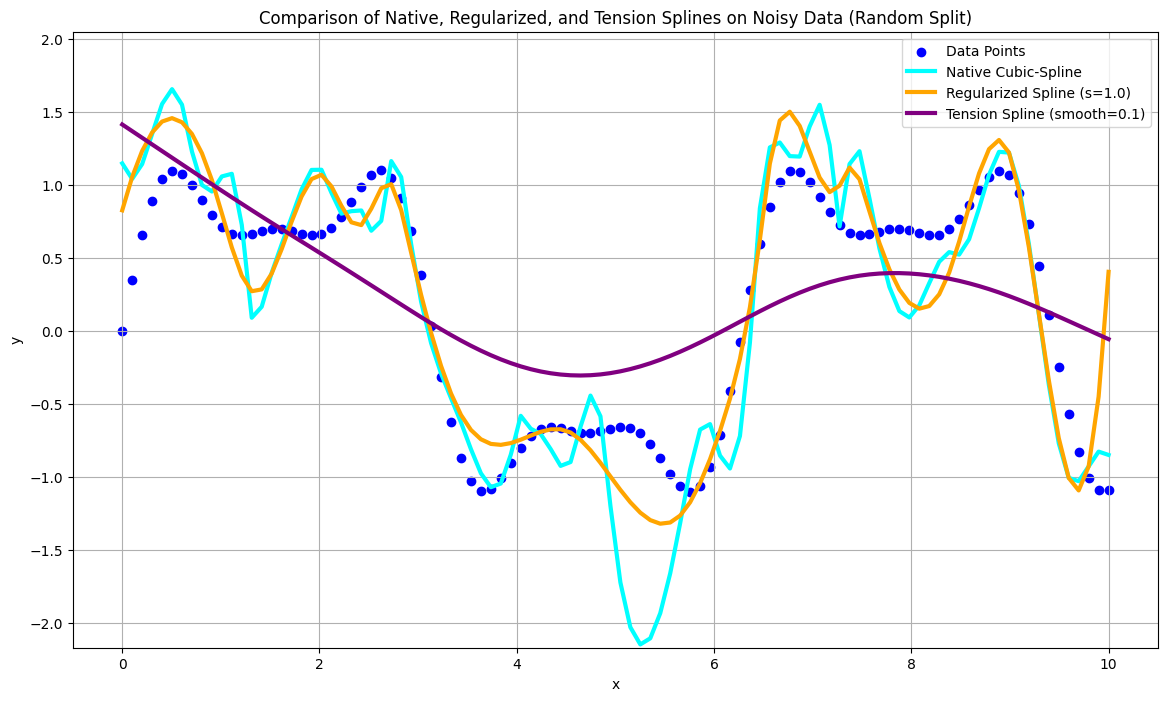 Comparison of Native, Regularized, and Tension Splines on Noisy Data (Random Split)
Data Points
Native Cubic-Spline
Regularized Spline (s=1.0)
Tension Spline (smooth=0.1)
2.0
1.5
1.0
0.5
0.0
−0.5
−1.0
−1.5
−2.0
y
0
2
4
6
8
10
x